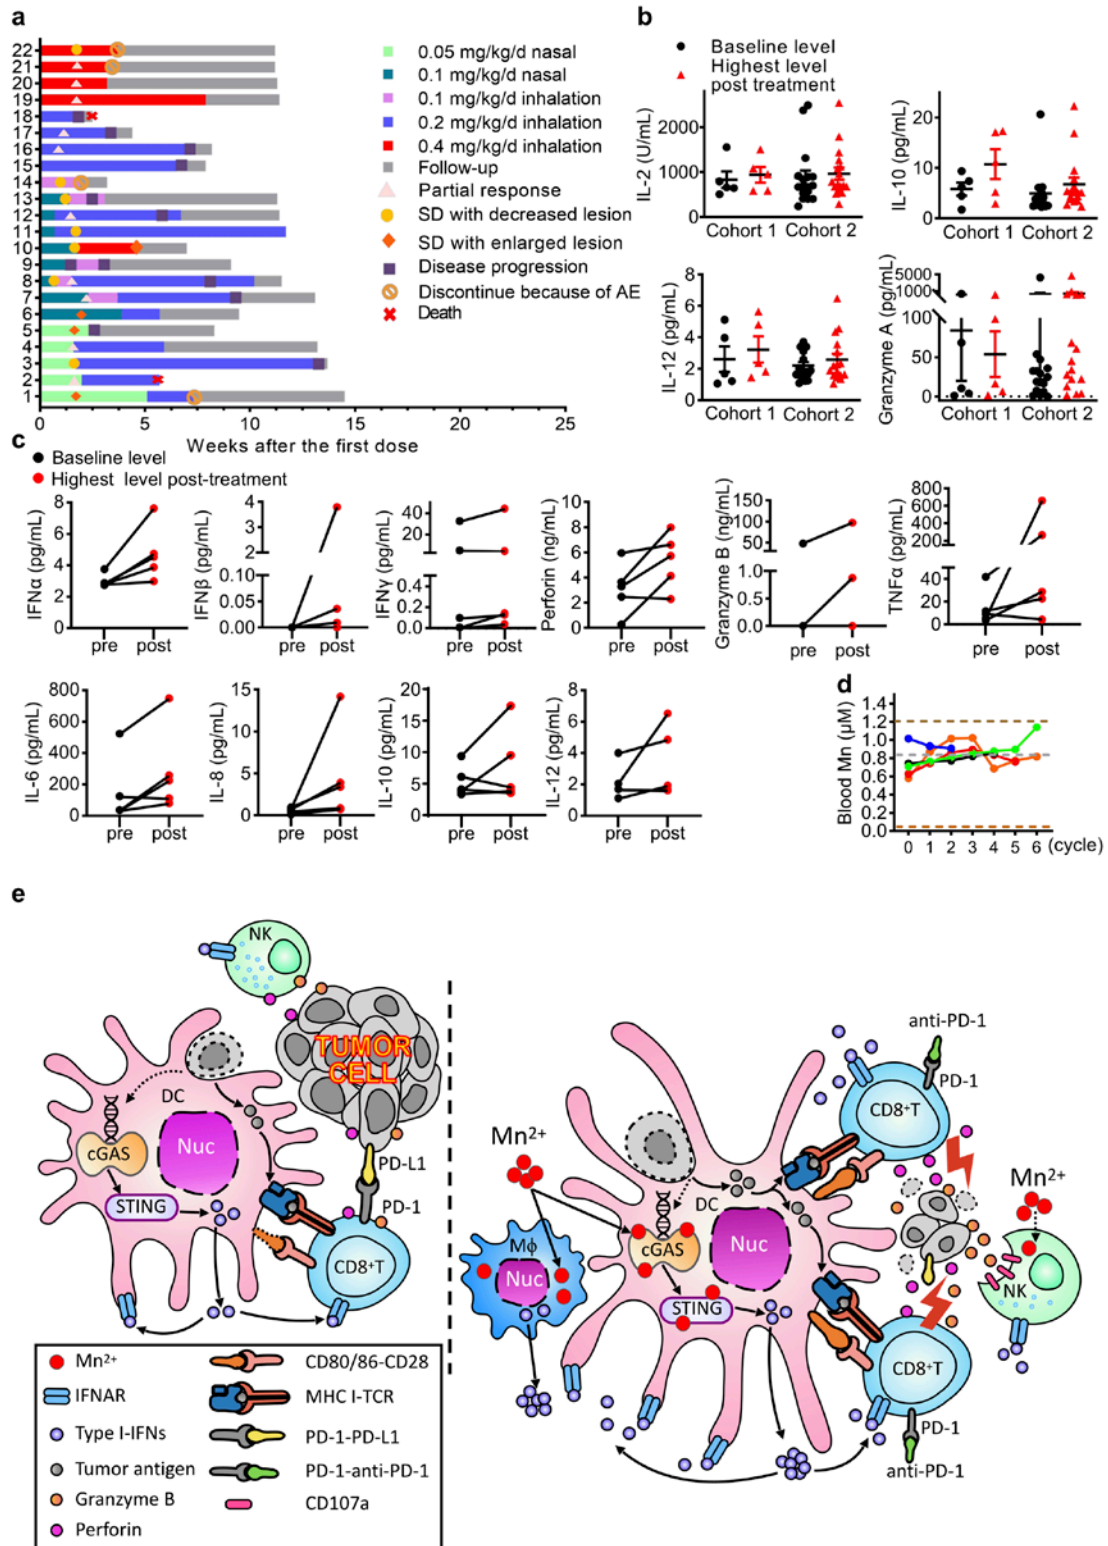 a
22
21
20
19
18
17
16
15
14
13
12
11
10
9
8
7
6
5
4
3
2
1
0 5 10 15 20 25
Weeks after the first dose
0.05 mg/kg/d nasal
0.1 mg/kg/d nasal
0.1 mg/kg/d inhalation
0.2 mg/kg/d inhalation
0.4 mg/kg/d inhalation
Follow-up
Partial response
SD with decreased lesion
SD with enlarged lesion
Disease progression
Discontinue because of AE
Death
b
Baseline level
Highest level
post treatment
IL-2 (U/mL)
2000
1000
0
Cohort 1 Cohort 2
IL-10 (pg/mL)
25
20
15
10
5
0
Cohort 1 Cohort 2
IL-12 (pg/mL)
8
6
4
2
0
Cohort 1 Cohort 2
Granzyme A (pg/mL)
5000
1000
100
50
0
Cohort 1 Cohort 2
c
Baseline level
Highest level post-treatment
IFNα (pg/mL)
8
6
4
2
0
pre post
IFNβ (pg/mL)
4
3
2
0.10
0.05
0.00
pre post
IFNγ (pg/mL)
40
20
0.4
0.2
0.0
pre post
Perforin (ng/mL)
10
8
6
4
2
0
pre post
Granzyme B (ng/mL)
150
100
50
1.0
0.5
0.0
pre post
TNFα (pg/mL)
800
600
400
200
40
20
0
pre post
IL-6 (pg/mL)
800
600
400
200
0
pre post
IL-8 (pg/mL)
15
10
5
0
pre post
IL-10 (pg/mL)
20
15
10
5
0
pre post
IL-12 (pg/mL)
8
6
4
2
0
pre post
d
Blood Mn (μM)
1.4
1.2
1.0
0.8
0.6
0.4
0.2
0.0
0 1 2 3 4 5 6 (cycle)
e
NK
TUMOR
CELL
DC
Nuc
cGAS
STING
PD-L1
PD-1
CD8⁺T
Mn²⁺
IFNAR
Type I-IFNs
Tumor antigen
Granzyme B
Perforin
CD80/86-CD28
MHC I-TCR
PD-1-PD-L1
PD-1-anti-PD-1
CD107a
anti-PD-1
PD-1
CD8⁺T
Mn²⁺
Mn²⁺
DC
Mϕ
cGAS
Nuc
Nuc
STING
NK
CD8⁺T
PD-1
anti-PD-1